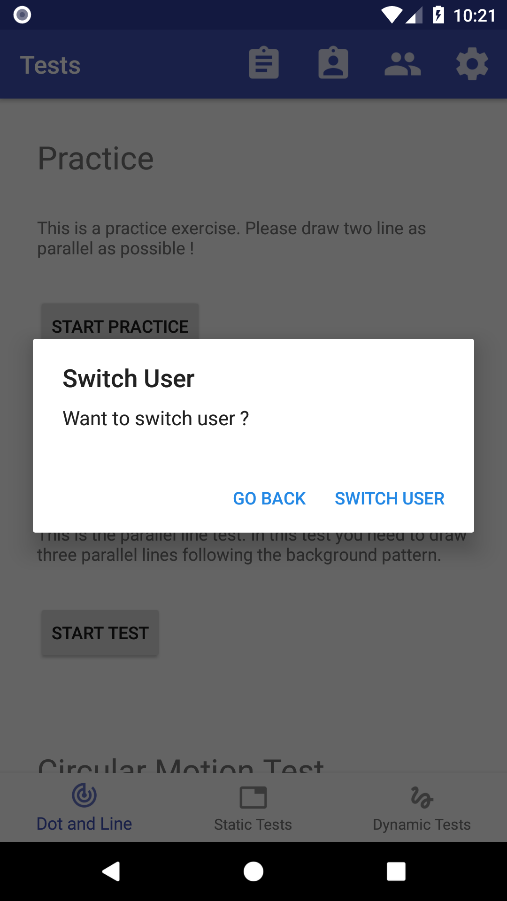 10:21
Tests
Practice
This is a practice exercise. Please draw two line as
parallel as possible !
START PRACTICE
Switch User
Want to switch user ?
GO BACK
SWITCH USER
This is the parallel line test. In this test you need to draw
three parallel lines following the background pattern.
START TEST
Circular Motion Test
Dot and Line
Static Tests
Dynamic Tests